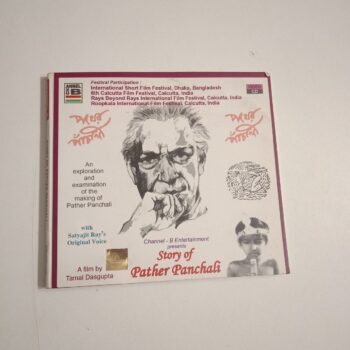 ANGEL
B
Festival Participation :
International Short Film Festival, Dhaka, Bangladesh
6th Calcutta Film Festival, Calcutta, India
Rays Beyond Rays International Film Festival, Calcutta, India
Roopkala International Film Festival, Calcutta, India
CD
পথের
পাঁচালী
পথের
পাঁচালী
An
exploration
and
examination
of the
making of
Pather Panchali
with
Satyajit Ray's
Original Voice
Channel - B Entertainment
presents
Story of
Pather Panchali
A film by
Tamal Dasgupta